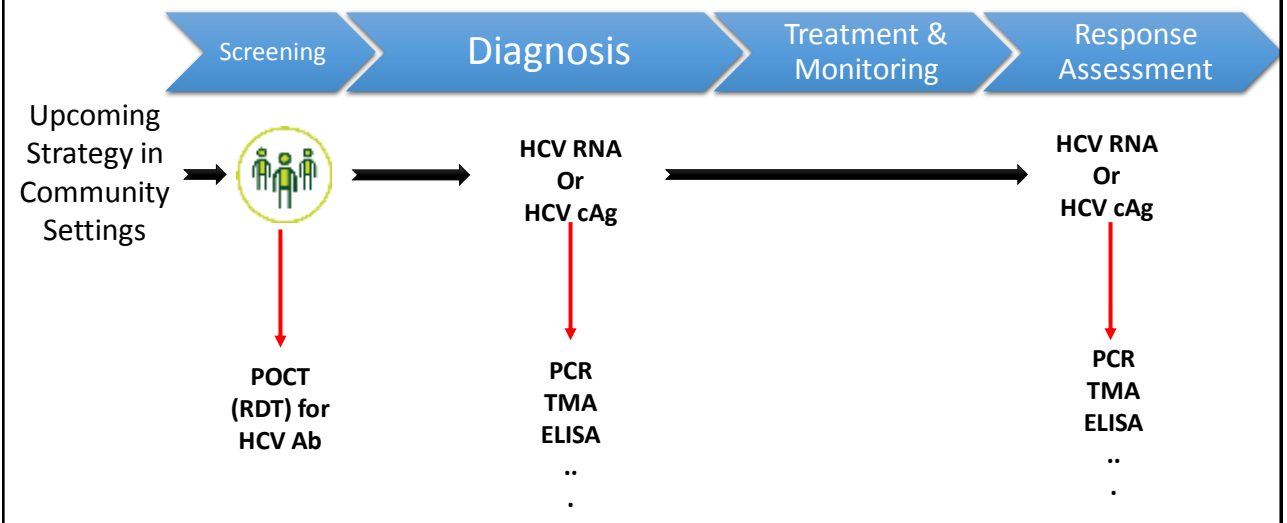 Screening
Diagnosis
Treatment &
Monitoring
Response
Assessment
Upcoming
Strategy in
Community
Settings
HCV RNA
Or
HCV cAg
HCV RNA
Or
HCV cAg
POCT
(RDT) for
HCV Ab
PCR
TMA
ELISA
..
.
PCR
TMA
ELISA
..
.